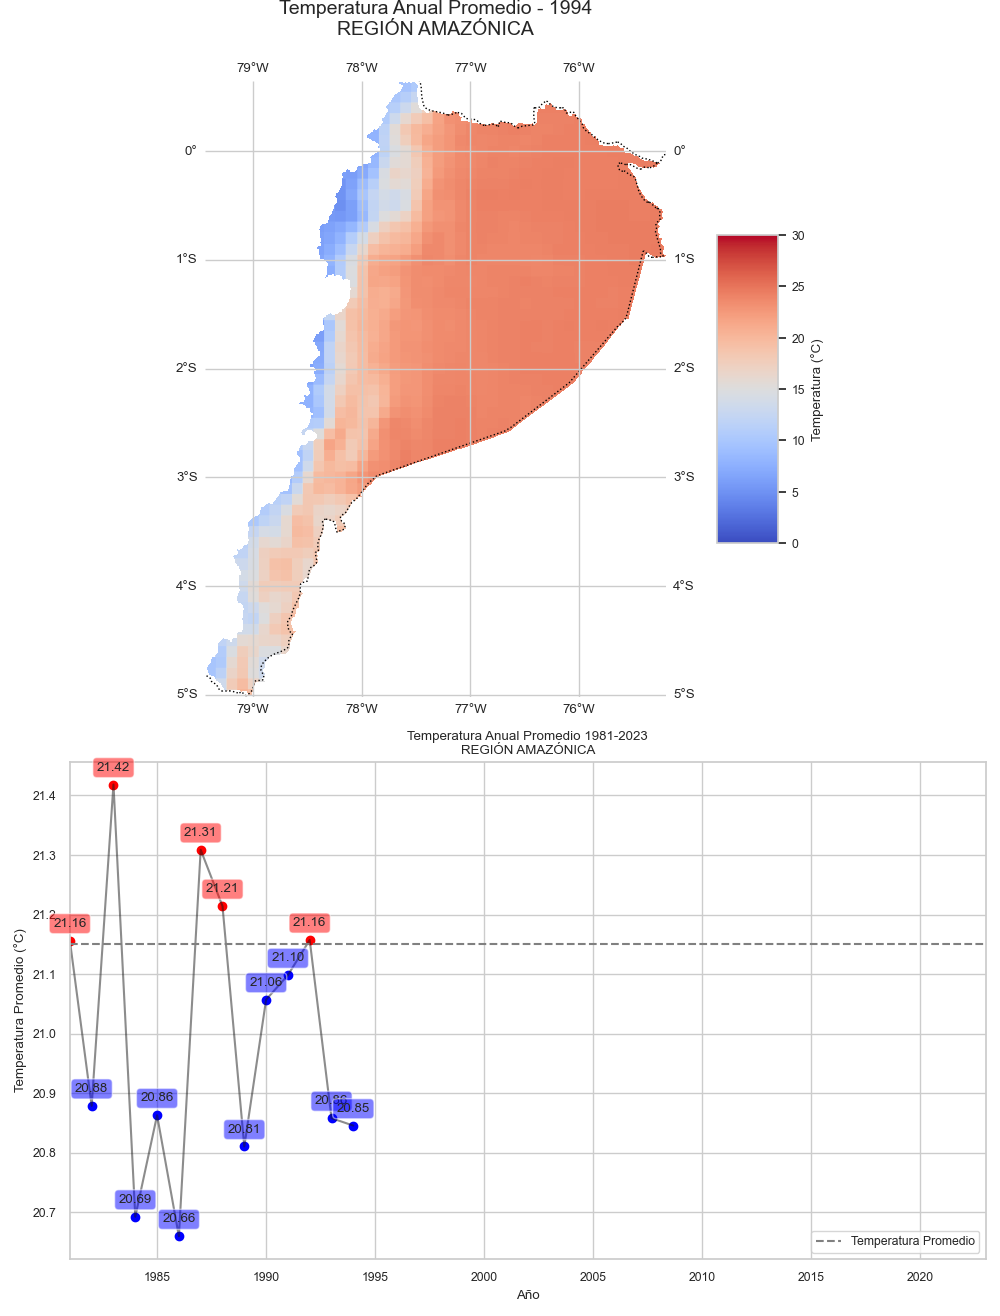 Temperatura Anual Promedio - 1994
REGIÓN AMAZÓNICA
79°W 78°W 77°W 76°W
0° 0°
1°S 1°S
2°S 2°S
3°S 3°S
4°S 4°S
5°S 5°S
79°W 78°W 77°W 76°W
30
25
20
15
10
5
0
Temperatura (°C)
Temperatura Anual Promedio 1981-2023
REGIÓN AMAZÓNICA
21.4
21.3
21.2
21.1
21.0
20.9
20.8
20.7
Temperatura Promedio (°C)
21.16
20.88
21.42
20.69
20.86
20.66
21.31
21.21
20.81
21.06
21.10
21.16
20.86
20.85
Temperatura Promedio
1985 1990 1995 2000 2005 2010 2015 2020
Año